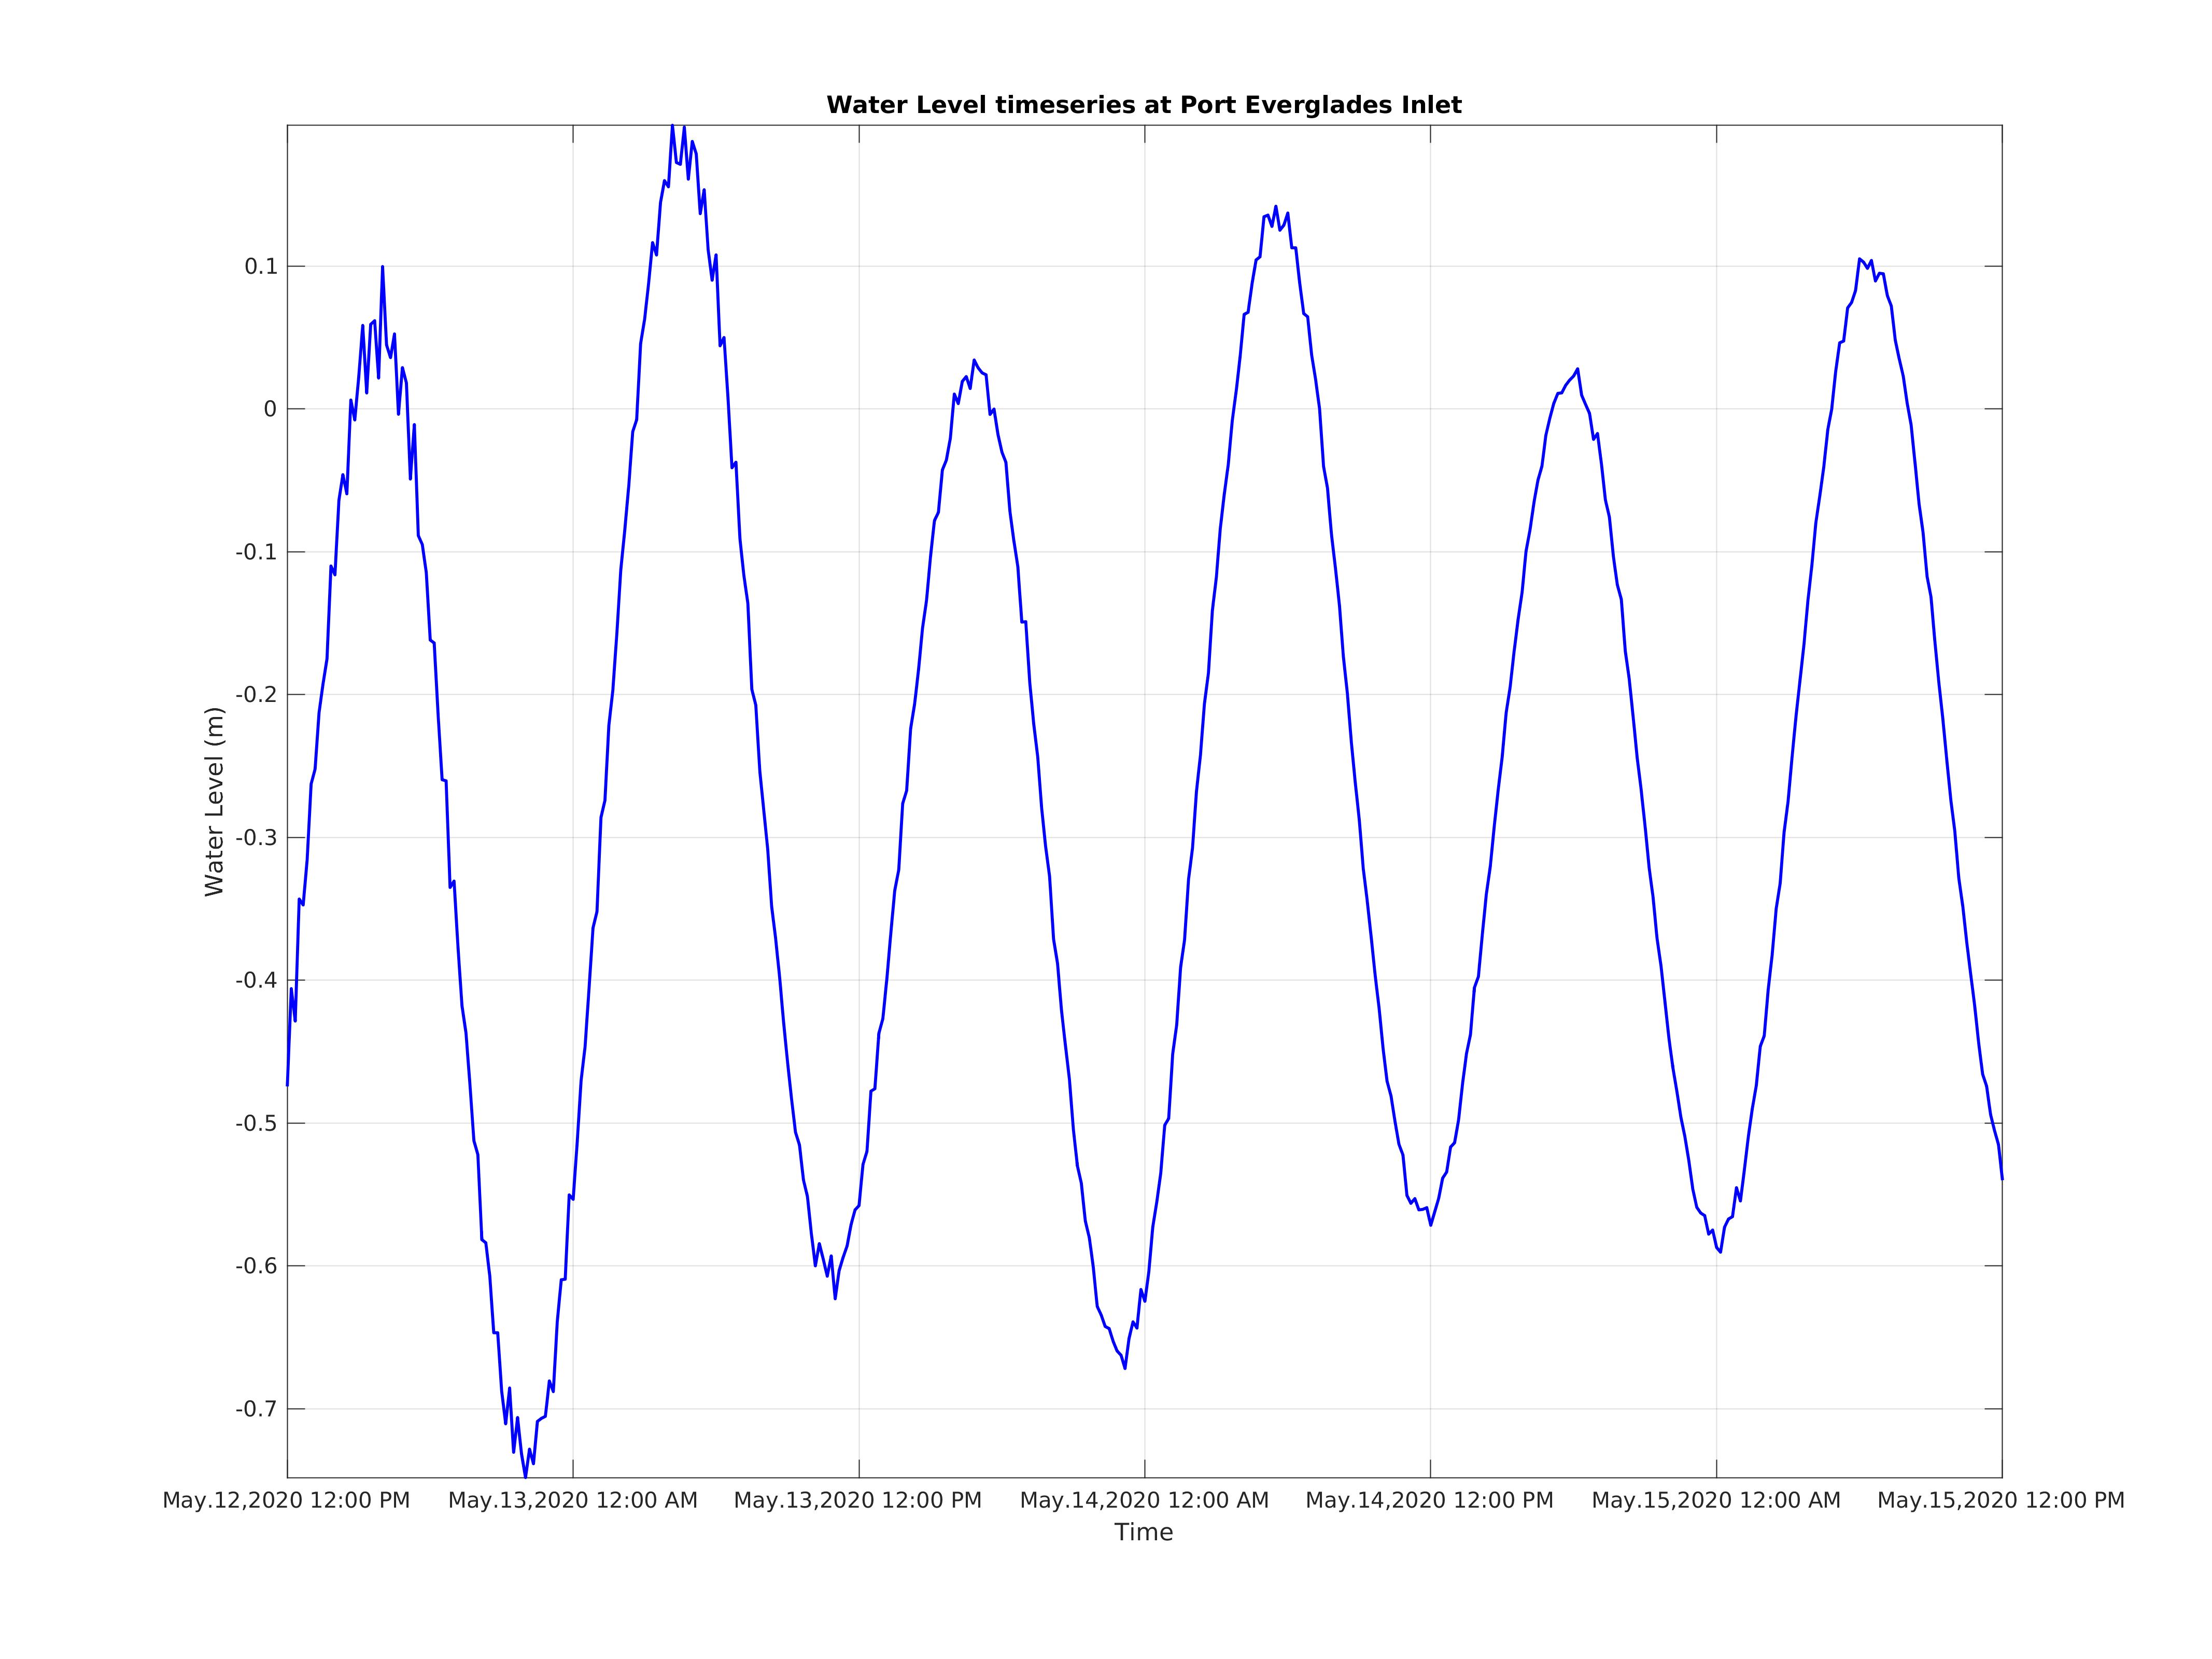 Water Level timeseries at Port Everglades Inlet
0.1
0
-0.1
-0.2
-0.3
-0.4
-0.5
-0.6
-0.7
Water Level (m)
May.12,2020 12:00 PM May.13,2020 12:00 AM May.13,2020 12:00 PM May.14,2020 12:00 AM May.14,2020 12:00 PM May.15,2020 12:00 AM May.15,2020 12:00 PM
Time